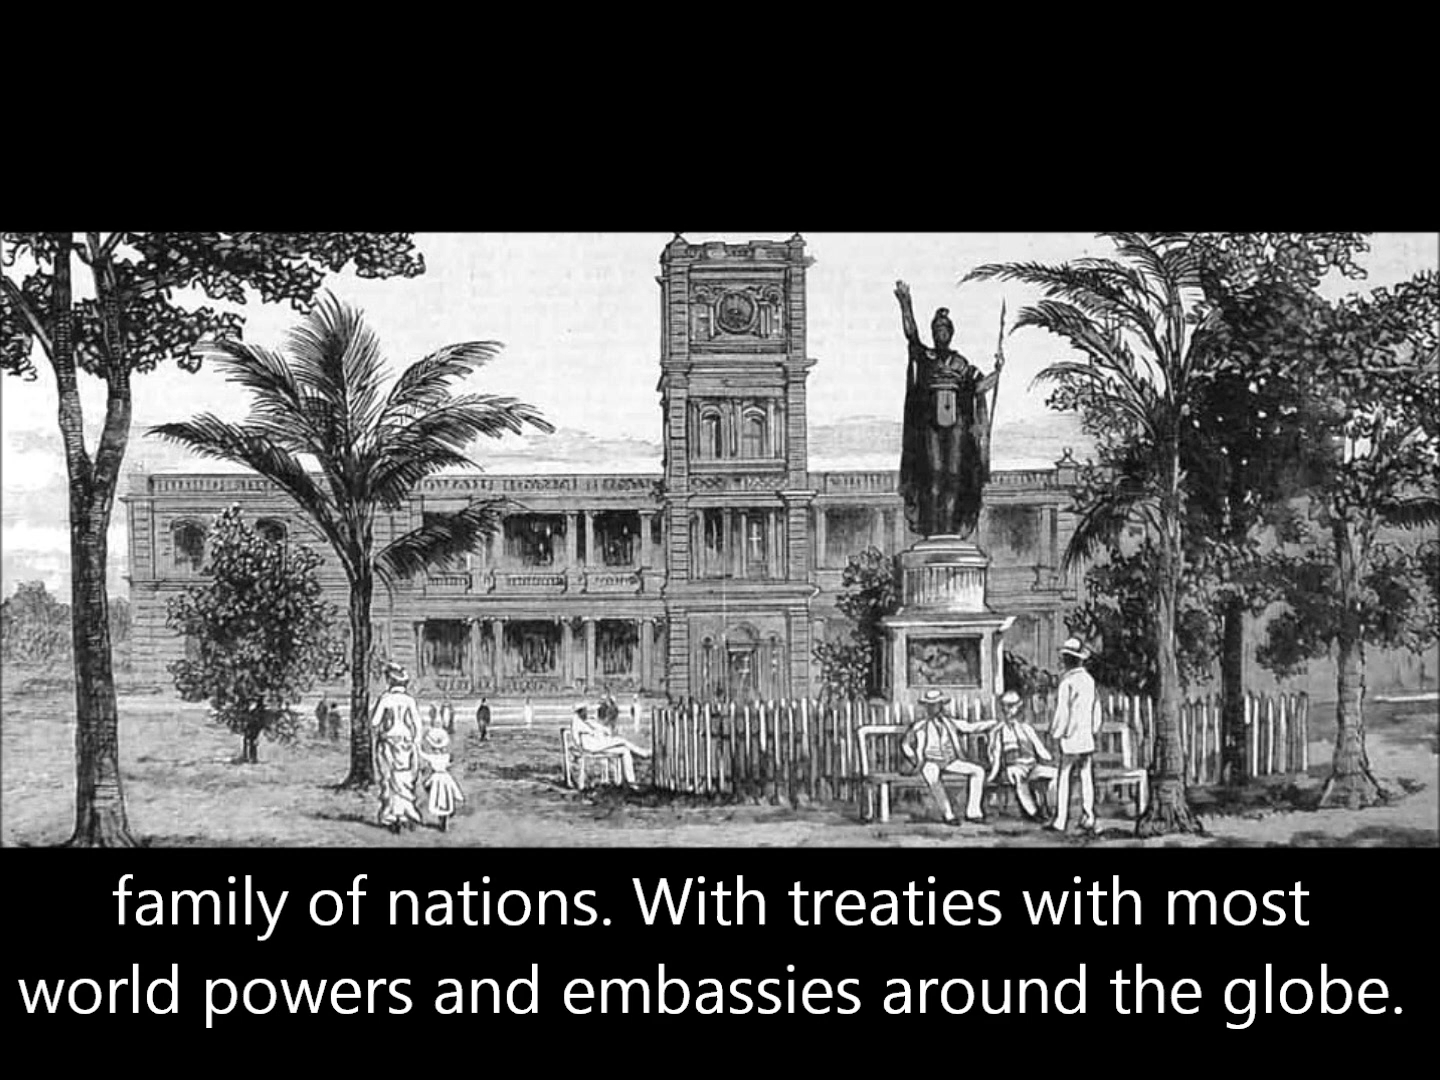 family of nations. With treaties with most
world powers and embassies around the globe.